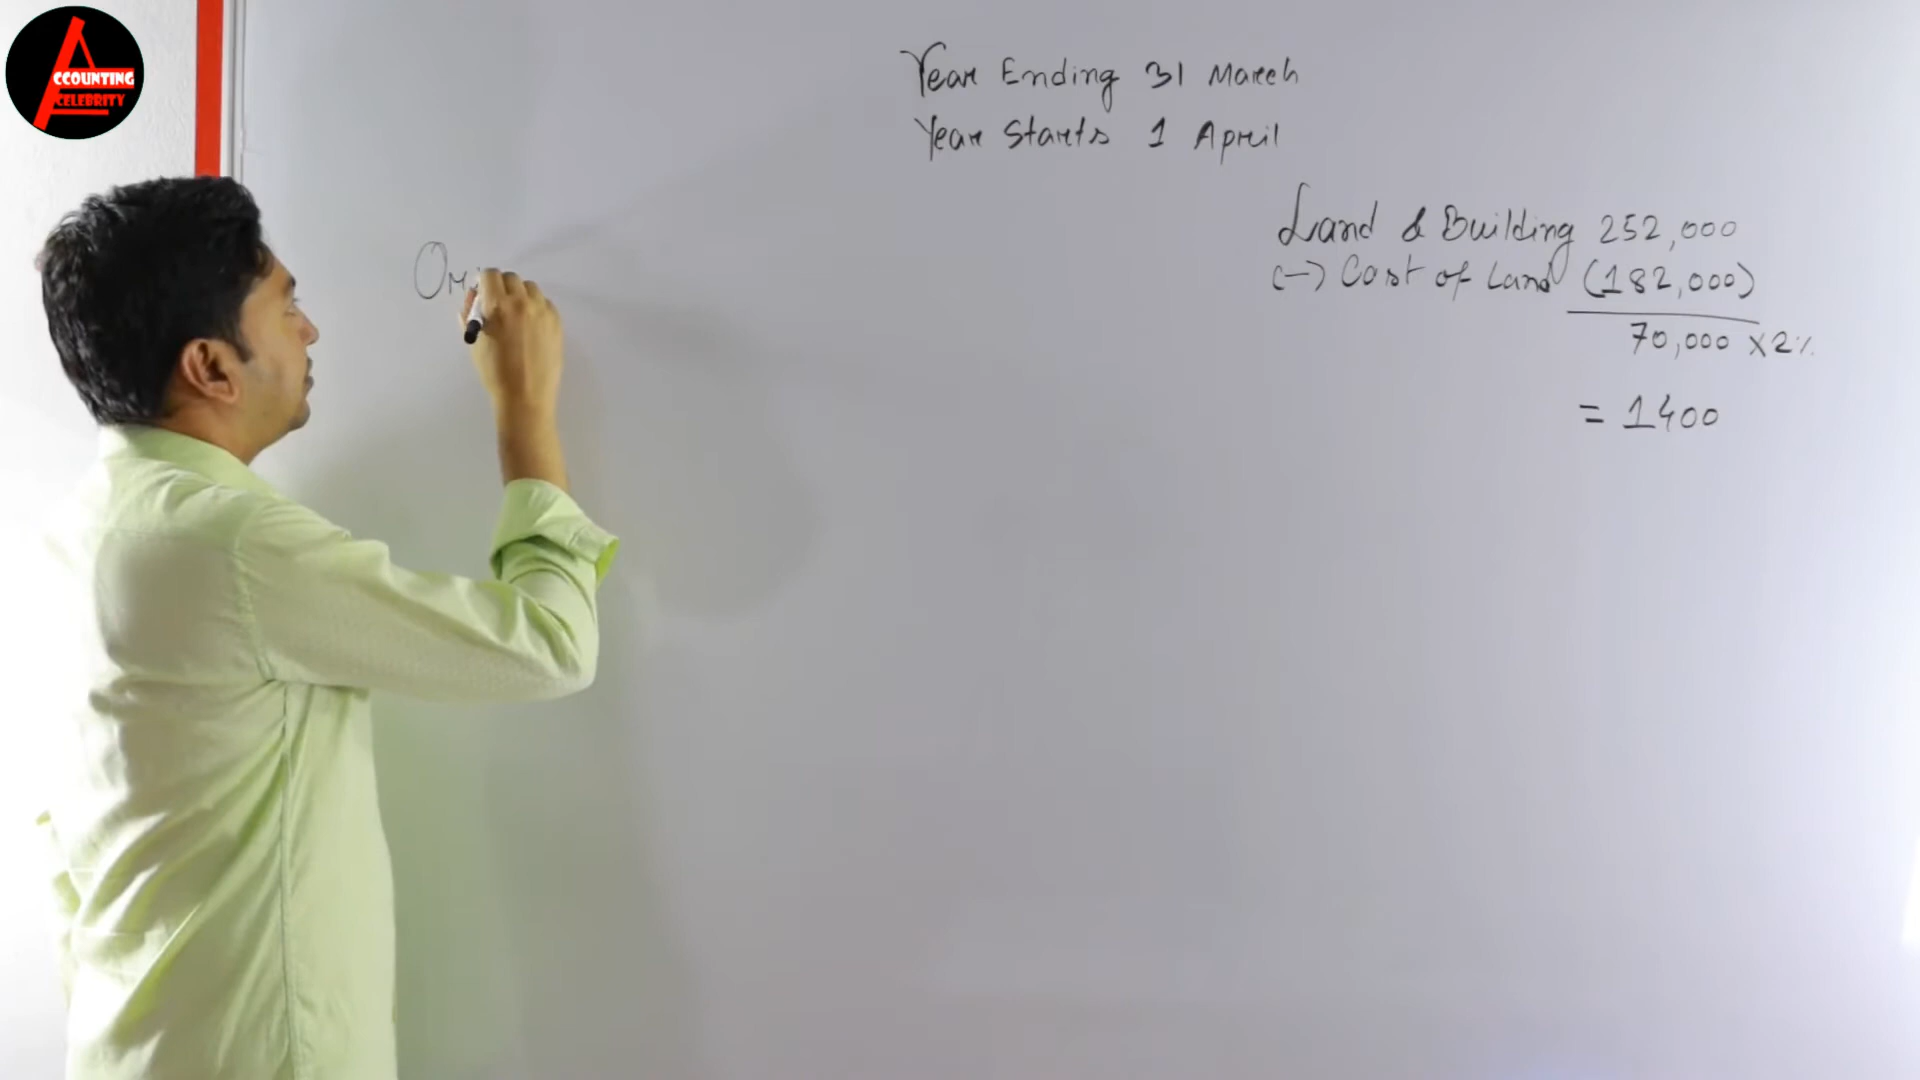 ACCOUNTING
CELEBRITY
Year Ending 31 March
Year Starts 1 April
Land & Building 252,000
(-) Cost of Land (182,000)
70,000 x 2%
= 1400